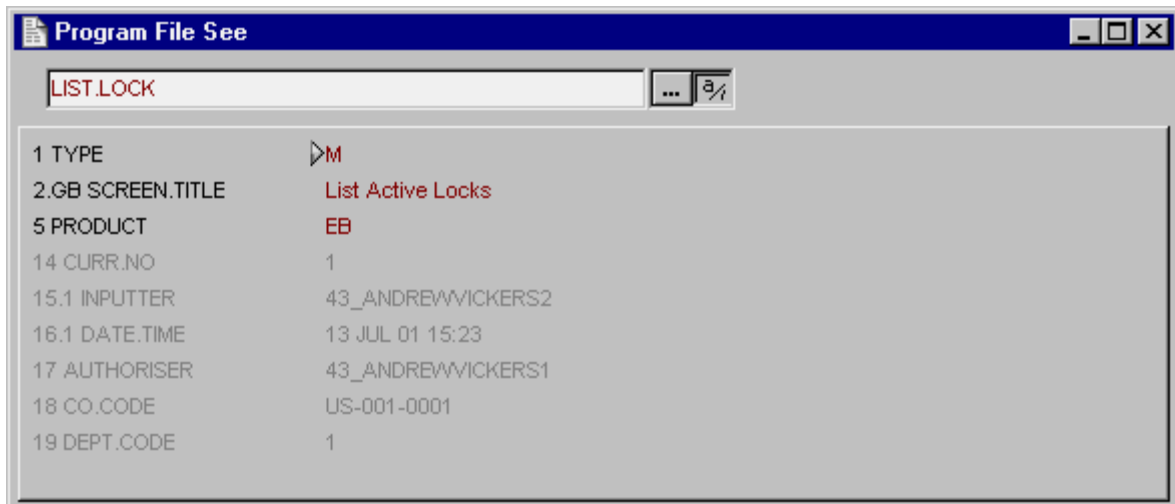 Program File See
LIST.LOCK ... a/i
1 TYPE M
2.GB SCREEN.TITLE List Active Locks
5 PRODUCT EB
14 CURR.NO 1
15.1 INPUTTER 43_ANDREWVICKERS2
16.1 DATE.TIME 13 JUL 01 15:23
17 AUTHORISER 43_ANDREWVICKERS1
18 CO.CODE US-001-0001
19 DEPT.CODE 1